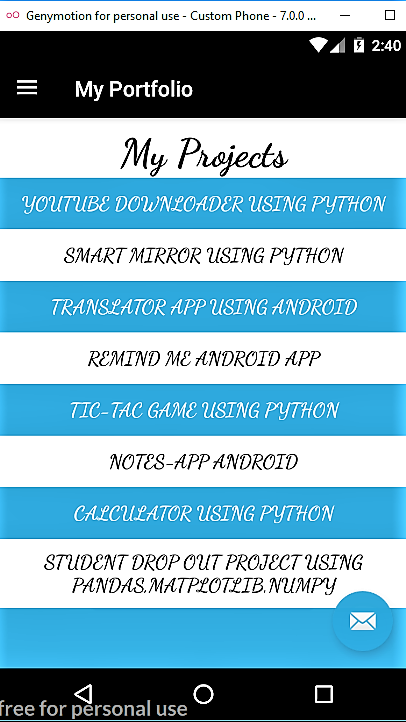 Genymotion for personal use - Custom Phone - 7.0.0 ...
2:40
My Portfolio
My Projects
YOUTUBE DOWNLOADER USING PYTHON
SMART MIRROR USING PYTHON
TRANSLATOR APP USING ANDROID
REMIND ME ANDROID APP
TIC-TAC GAME USING PYTHON
NOTES-APP ANDROID
CALCULATOR USING PYTHON
STUDENT DROP OUT PROJECT USING
PANDAS,MATPLOTLIB,NUMPY
free for personal use